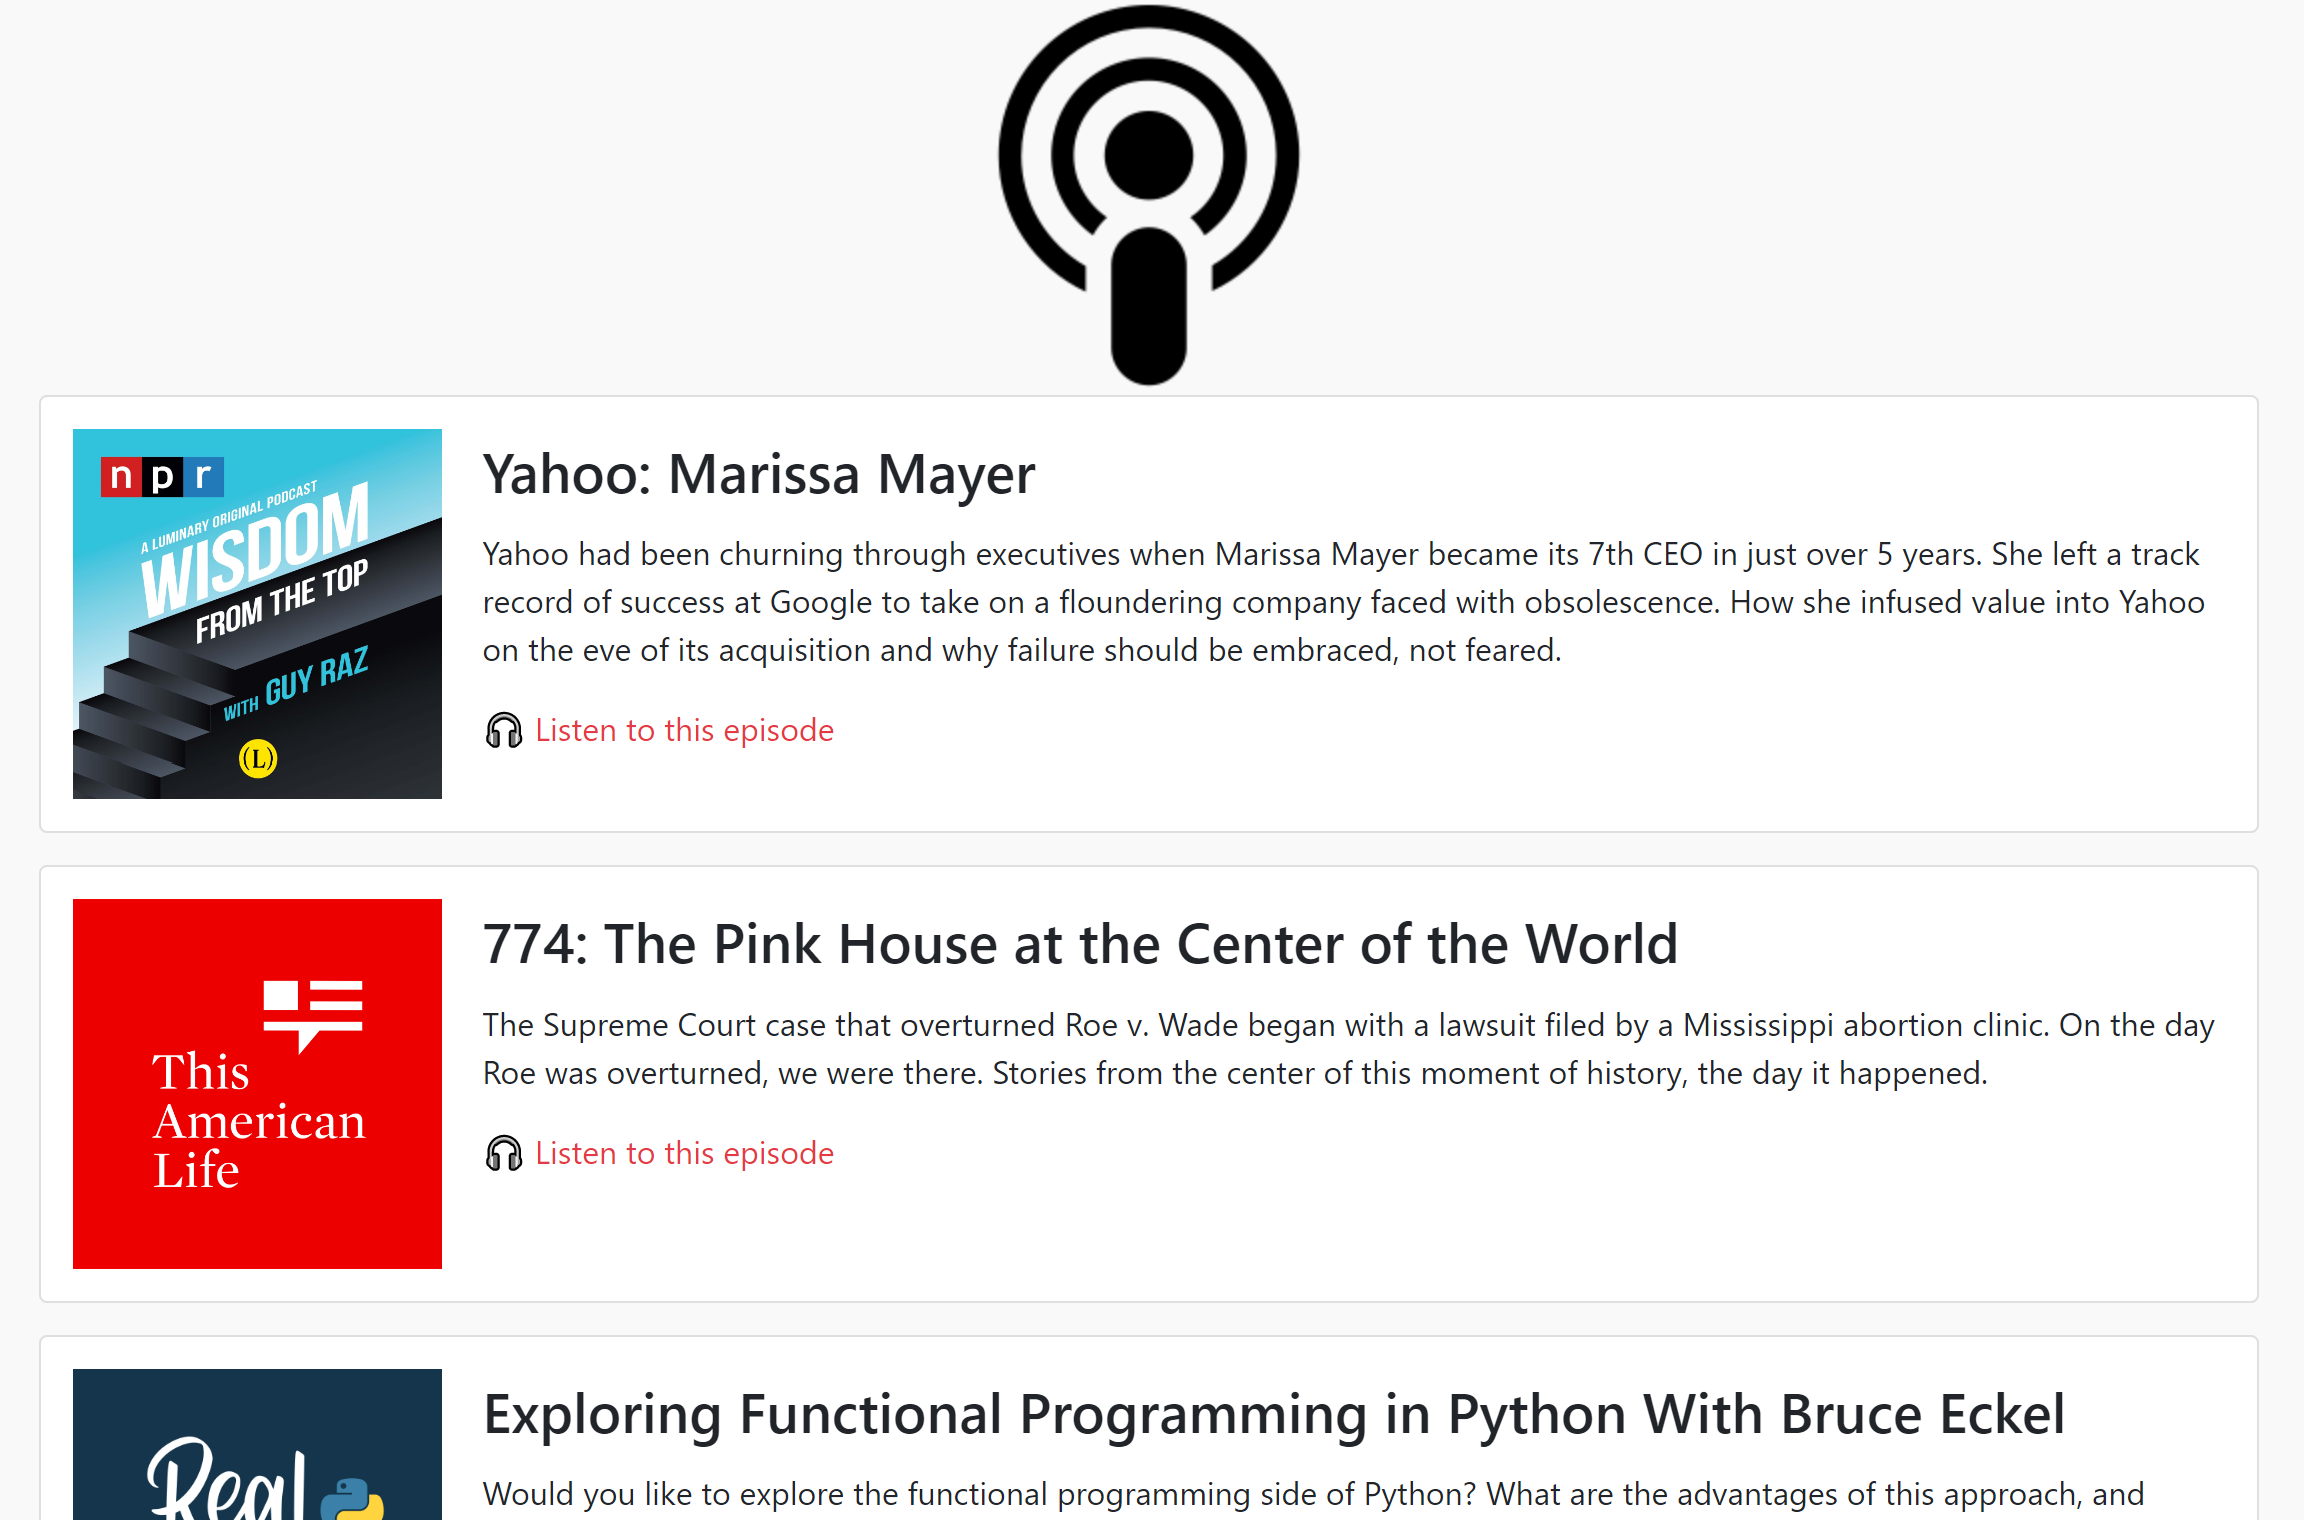 npr
A LUMINARY ORIGINAL PODCAST
WISDOM
FROM THE TOP
WITH GUY RAZ
(L)
Yahoo: Marissa Mayer
Yahoo had been churning through executives when Marissa Mayer became its 7th CEO in just over 5 years. She left a track
record of success at Google to take on a floundering company faced with obsolescence. How she infused value into Yahoo
on the eve of its acquisition and why failure should be embraced, not feared.
Listen to this episode
This
American
Life
774: The Pink House at the Center of the World
The Supreme Court case that overturned Roe v. Wade began with a lawsuit filed by a Mississippi abortion clinic. On the day
Roe was overturned, we were there. Stories from the center of this moment of history, the day it happened.
Listen to this episode
Real
Exploring Functional Programming in Python With Bruce Eckel
Would you like to explore the functional programming side of Python? What are the advantages of this approach, and